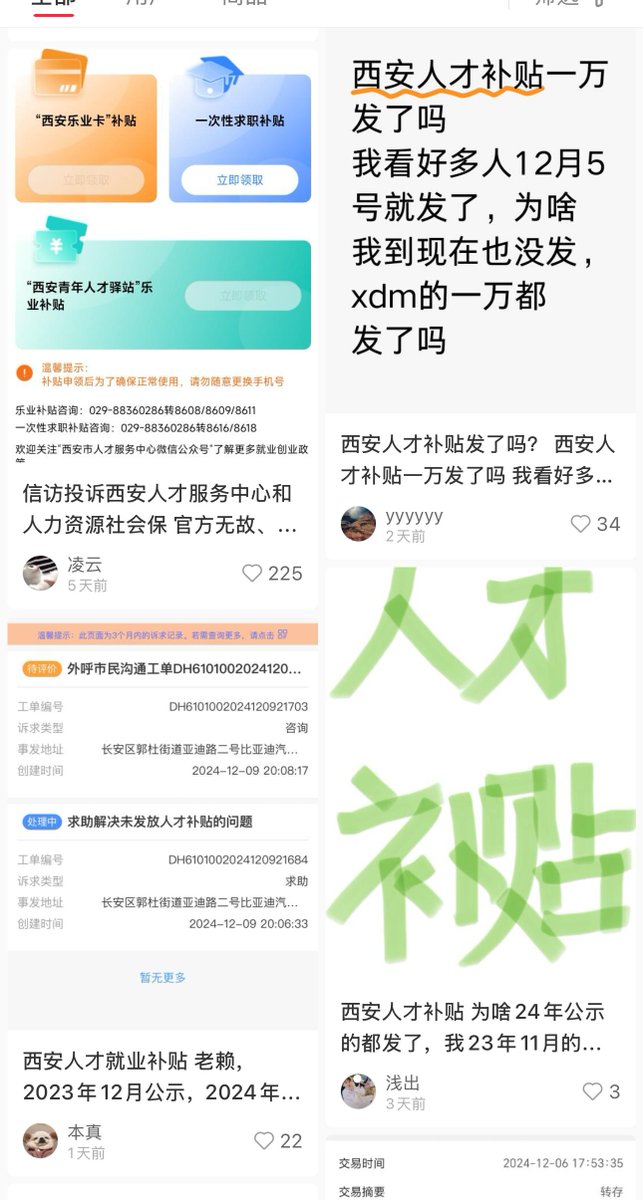 全部
用户
商品
筛选
“西安乐业卡”补贴
立即领取
一次性求职补贴
立即领取
“西安青年人才驿站”乐
业补贴
立即领取
温馨提示：
补贴申领后为了确保正常使用，请勿随意更换手机号
乐业补贴咨询：029-88360286转8608/8609/8611
一次性求职补贴咨询：029-88360286转8616/8618
欢迎关注“西安市人才服务中心微信公众号”了解更多就业创业政
策
信访投诉西安人才服务中心和
人力资源社会保 官方无故、...
凌云
5天前
225
温馨提示：此页面为3个月内的诉求记录。若需查询更多，请点击
待评价 外呼市民沟通工单DH6101002024120...
工单编号 DH6101002024120921703
诉求类型 咨询
事发地址 长安区郭杜街道亚迪路二号比亚迪汽...
创建时间 2024-12-09 20:08:17
处理中 求助解决未发放人才补贴的问题
工单编号 DH6101002024120921684
诉求类型 求助
事发地址 长安区郭杜街道亚迪路二号比亚迪汽...
创建时间 2024-12-09 20:06:33
暂无更多
西安人才就业补贴 老赖，
2023年12月公示，2024年...
本真
1天前
22
西安人才补贴一万
发了吗
我看好多人12月5
号就发了，为啥
我到现在也没发，
xdm的一万都
发了吗
西安人才补贴发了吗？ 西安人
才补贴一万发了吗 我看好多...
yyyyyy
2天前
34
人才
补贴
西安人才补贴 为啥24年公示
的都发了，我23年11月的...
浅出
3天前
3
交易时间 2024-12-06 17:53:35
交易摘要 转存